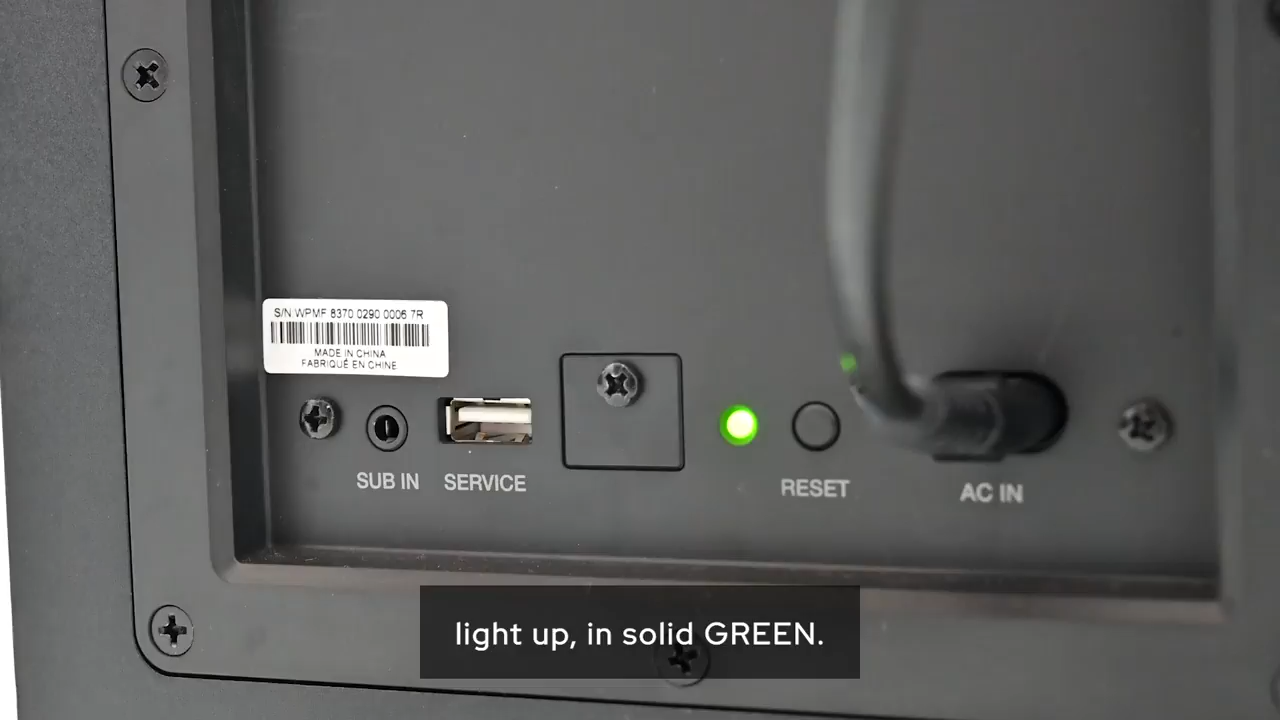 S/N WPMF 8370 0290 0006 7R
MADE IN CHINA
FABRIQUÉ EN CHINE
SUB IN
SERVICE
RESET
AC IN
light up, in solid GREEN.